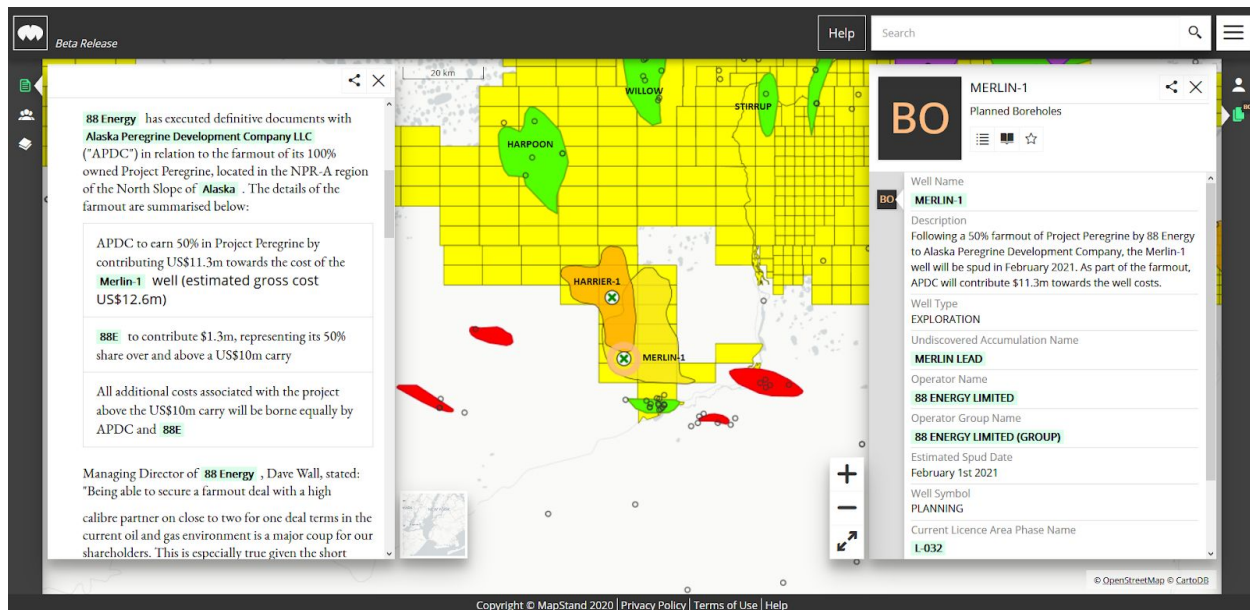 Beta Release
Help
Search
88 Energy has executed definitive documents with
Alaska Peregrine Development Company LLC
("APDC") in relation to the farmout of its 100%
owned Project Peregrine, located in the NPR-A region
of the North Slope of Alaska . The details of the
farmout are summarised below:
APDC to earn 50% in Project Peregrine by
contributing US$11.3m towards the cost of the
Merlin-1 well (estimated gross cost
US$12.6m)
88E to contribute $1.3m, representing its 50%
share over and above a US$10m carry
All additional costs associated with the project
above the US$10m carry will be borne equally by
APDC and 88E
Managing Director of 88 Energy , Dave Wall, stated:
"Being able to secure a farmout deal with a high
calibre partner on close to two for one deal terms in the
current oil and gas environment is a major coup for our
shareholders. This is especially true given the short
20 km
WILLOW
STIRRUP
HARPOON
HARRIER-1
MERLIN-1
BO
MERLIN-1
Planned Boreholes
BO
Well Name
MERLIN-1
Description
Following a 50% farmout of Project Peregrine by 88 Energy
to Alaska Peregrine Development Company, the Merlin-1
well will be spud in February 2021. As part of the farmout,
APDC will contribute $11.3m towards the well costs.
Well Type
EXPLORATION
Undiscovered Accumulation Name
MERLIN LEAD
Operator Name
88 ENERGY LIMITED
Operator Group Name
88 ENERGY LIMITED (GROUP)
Estimated Spud Date
February 1st 2021
Well Symbol
PLANNING
Current Licence Area Phase Name
L-032
© OpenStreetMap © CartoDB
Copyright © MapStand 2020 | Privacy Policy | Terms of Use | Help